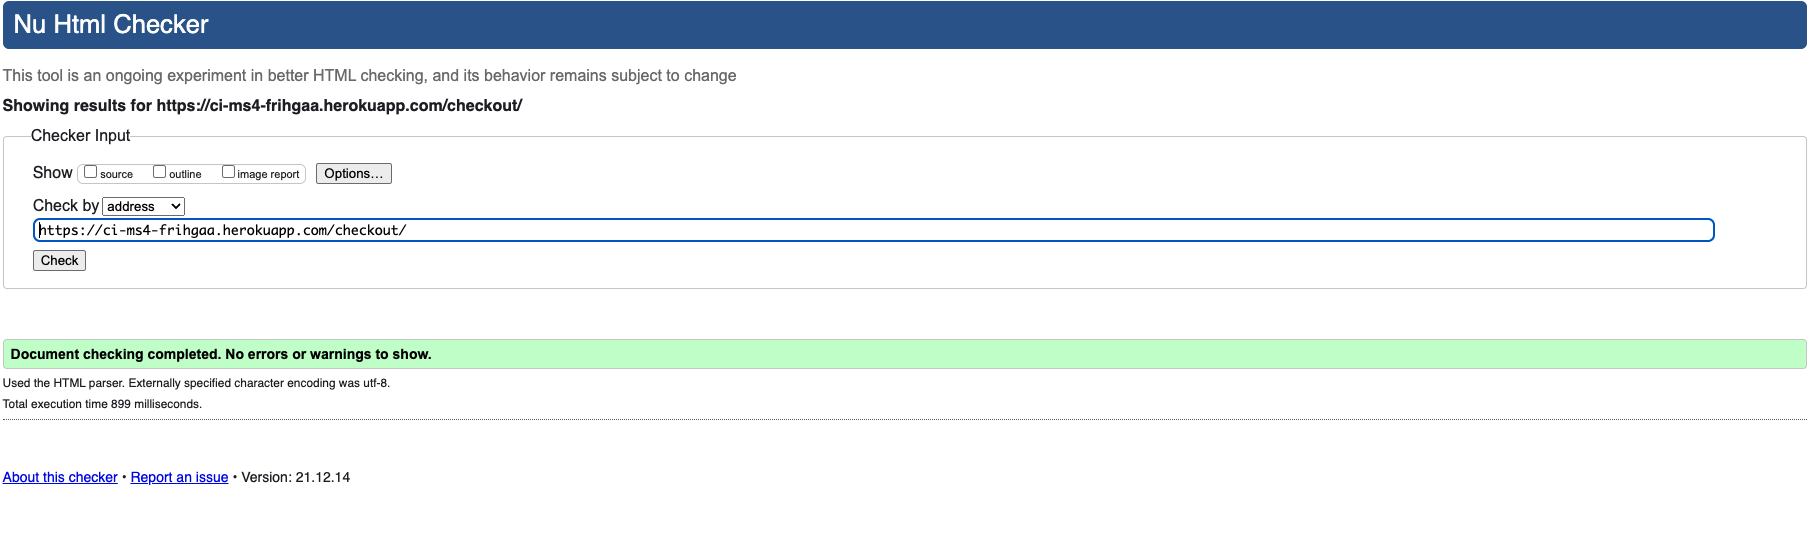 Nu Html Checker
This tool is an ongoing experiment in better HTML checking, and its behavior remains subject to change
Showing results for https://ci-ms4-frihgaa.herokuapp.com/checkout/
Checker Input
Show source outline image report Options...
Check by address
https://ci-ms4-frihgaa.herokuapp.com/checkout/
Check
Document checking completed. No errors or warnings to show.
Used the HTML parser. Externally specified character encoding was utf-8.
Total execution time 899 milliseconds.
About this checker • Report an issue • Version: 21.12.14